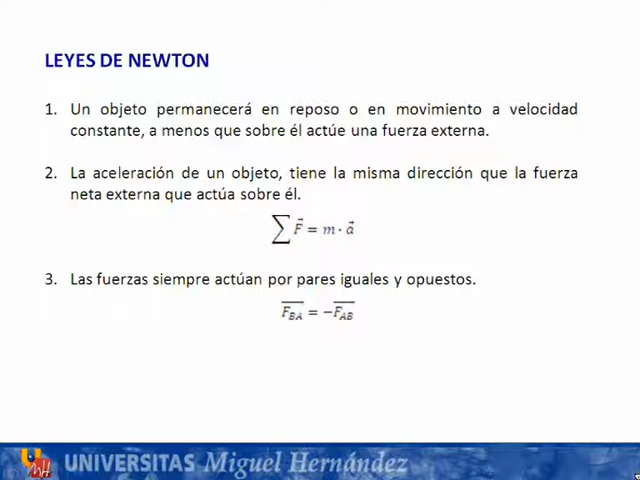 LEYES DE NEWTON
1. Un objeto permanecerá en reposo o en movimiento a velocidad
constante, a menos que sobre él actúe una fuerza externa.
2. La aceleración de un objeto, tiene la misma dirección que la fuerza
neta externa que actúa sobre él.
∑ F⃗ = m · a⃗
3. Las fuerzas siempre actúan por pares iguales y opuestos.
F̅_BA = −F̅_AB
UNIVERSITAS Miguel Hernández